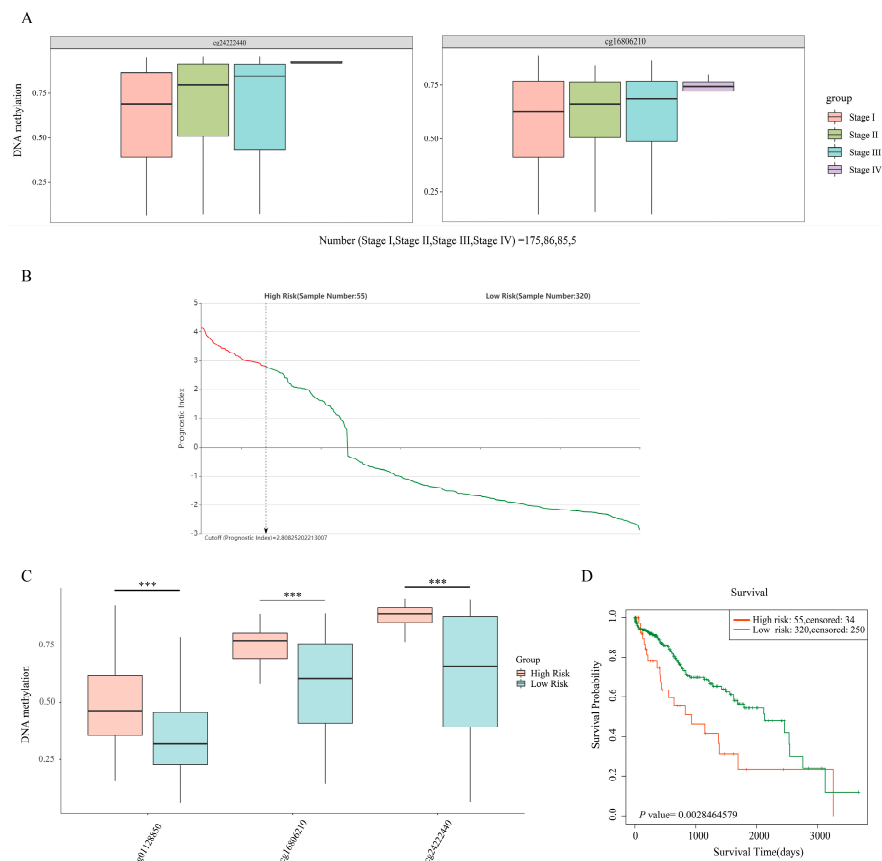 A
cg24222440
cg16806210
DNA methylation
0.75
0.50
0.25
0.75
0.50
0.25
group
Stage I
Stage II
Stage III
Stage IV
Number (Stage I,Stage II,Stage III,Stage IV) =175,86,85,5
B
High Risk(Sample Number:55)
Low Risk(Sample Number:320)
Prognostic Index
5
4
3
2
1
0
-1
-2
-3
Cutoff (Prognostic Index)=2.80825202213007
C
DNA methylation
0.75
0.50
0.25
***
***
***
Group
High Risk
Low Risk
cg16806219
cg24222440
D
Survival
High risk: 55,censored: 34
Low risk: 320,censored: 250
Survival Probability
1.0
0.8
0.6
0.4
0.2
0.0
P value= 0.0028464579
0
1000
2000
3000
Survival Time(days)